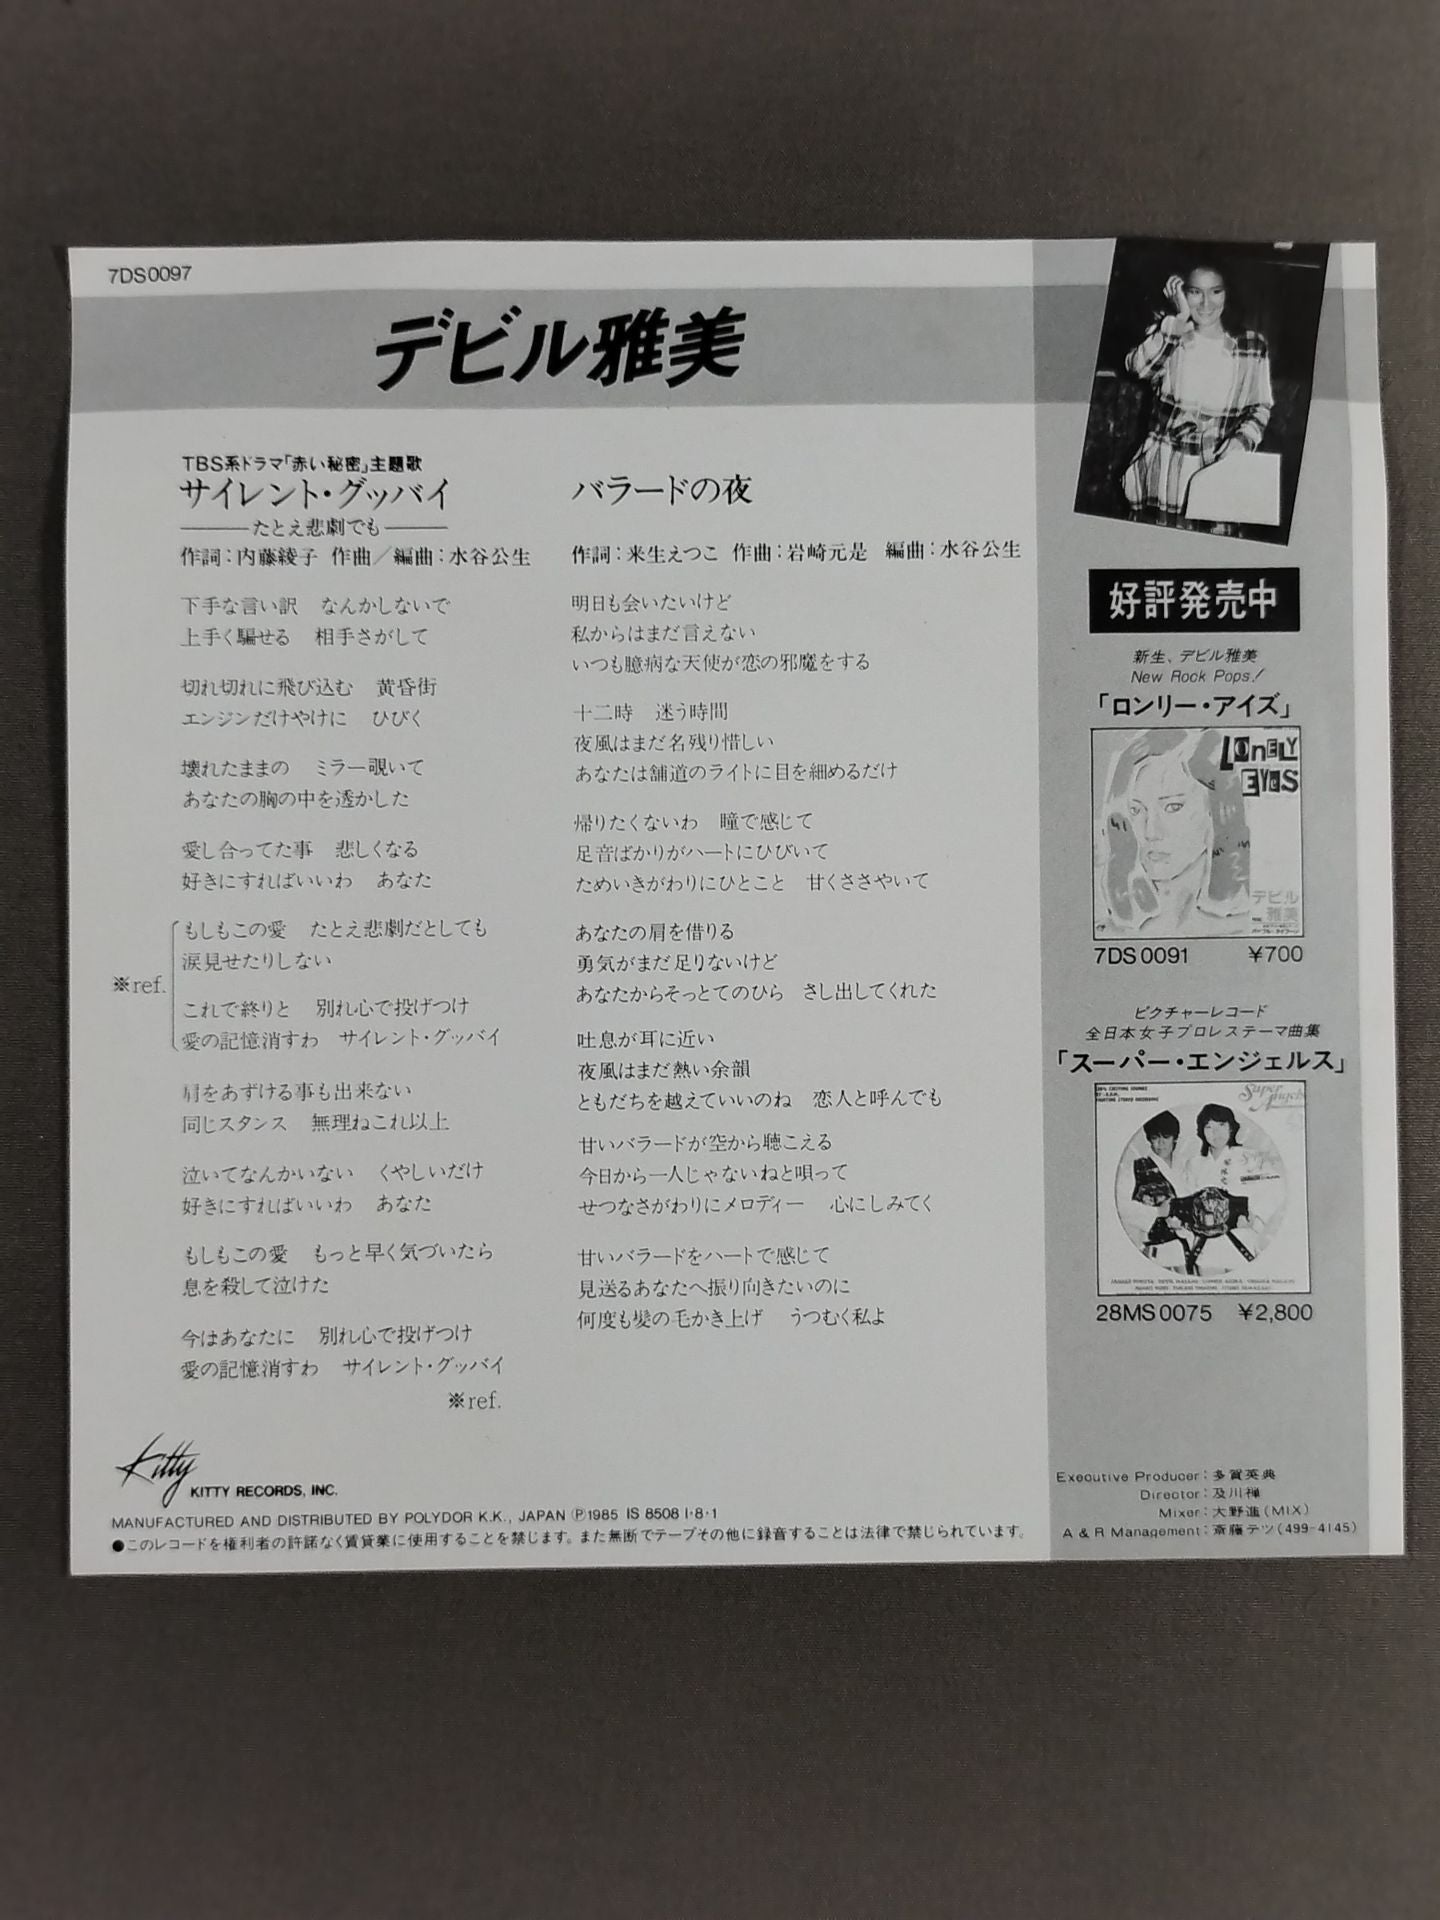 7DS0097
デビル雅美
TBS系ドラマ「赤い秘密」主題歌
サイレント・グッバイ
——たとえ悲劇でも——
作詞：内藤綾子 作曲／編曲：水谷公生
下手な言い訳　なんかしないで
上手く騙せる　相手さがして
切れ切れに飛び込む　黄昏街
エンジンだけやけに　ひびく
壊れたままの　ミラー覗いて
あなたの胸の中を透かした
愛し合ってた事　悲しくなる
好きにすればいいわ　あなた
もしもこの愛　たとえ悲劇だとしても
涙見せたりしない
※ref.
これで終りと　別れ心で投げつけ
愛の記憶消すわ　サイレント・グッバイ
肩をあずける事も出来ない
同じスタンス　無理ねこれ以上
泣いてなんかいない　くやしいだけ
好きにすればいいわ　あなた
もしもこの愛　もっと早く気づいたら
息を殺して泣けた
今はあなたに　別れ心で投げつけ
愛の記憶消すわ　サイレント・グッバイ
※ref.
バラードの夜
作詞：来生えつこ 作曲：岩崎元是 編曲：水谷公生
明日も会いたいけど
私からはまだ言えない
いつも臆病な天使が恋の邪魔をする
十二時　迷う時間
夜風はまだ名残り惜しい
あなたは舗道のライトに目を細めるだけ
帰りたくないわ　瞳で感じて
足音ばかりがハートにひびいて
ためいきがわりにひとこと　甘くささやいて
あなたの肩を借りる
勇気がまだ足りないけど
あなたからそっとてのひら　さし出してくれた
吐息が耳に近い
夜風はまだ熱い余韻
ともだちを越えていいのね　恋人と呼んでも
甘いバラードが空から聴こえる
今日から一人じゃないねと唄って
せつなさがわりにメロディー　心にしみてく
甘いバラードをハートで感じて
見送るあなたへ振り向きたいのに
何度も髪の毛かき上げ　うつむく私よ
好評発売中
新生、デビル雅美
New Rock Pops!
「ロンリー・アイズ」
LONELY
EYES
デビル
雅美
7DS0091 ¥700
ピクチャーレコード
全日本女子プロレステーマ曲集
「スーパー・エンジェルス」
Super
Angels
28MS0075 ¥2,800
Executive Producer：多賀英典
Director：及川禅
Mixer：大野進(MIX)
A & R Management：斎藤テツ(499-4145)
Kitty
KITTY RECORDS, INC.
MANUFACTURED AND DISTRIBUTED BY POLYDOR K.K., JAPAN Ⓟ1985 IS 8508 I・8・1
●このレコードを権利者の許諾なく賃貸業に使用することを禁じます。また無断でテープその他に録音することは法律で禁じられています。